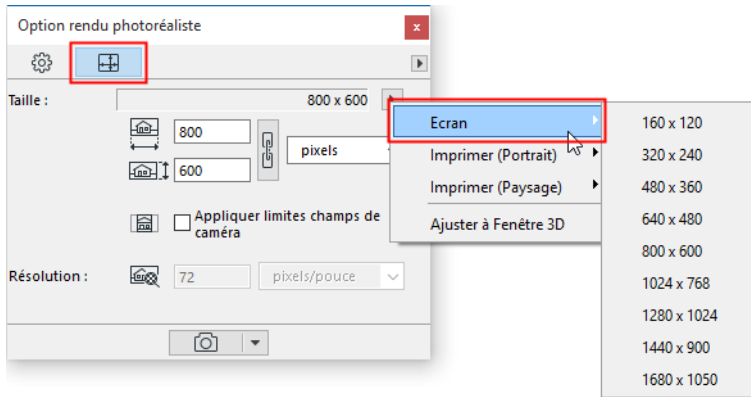 Option rendu photoréaliste
x
Taille :
800 x 600
800
pixels
600
Appliquer limites champs de
caméra
Résolution :
72
pixels/pouce
Ecran
Imprimer (Portrait)
Imprimer (Paysage)
Ajuster à Fenêtre 3D
160 x 120
320 x 240
480 x 360
640 x 480
800 x 600
1024 x 768
1280 x 1024
1440 x 900
1680 x 1050